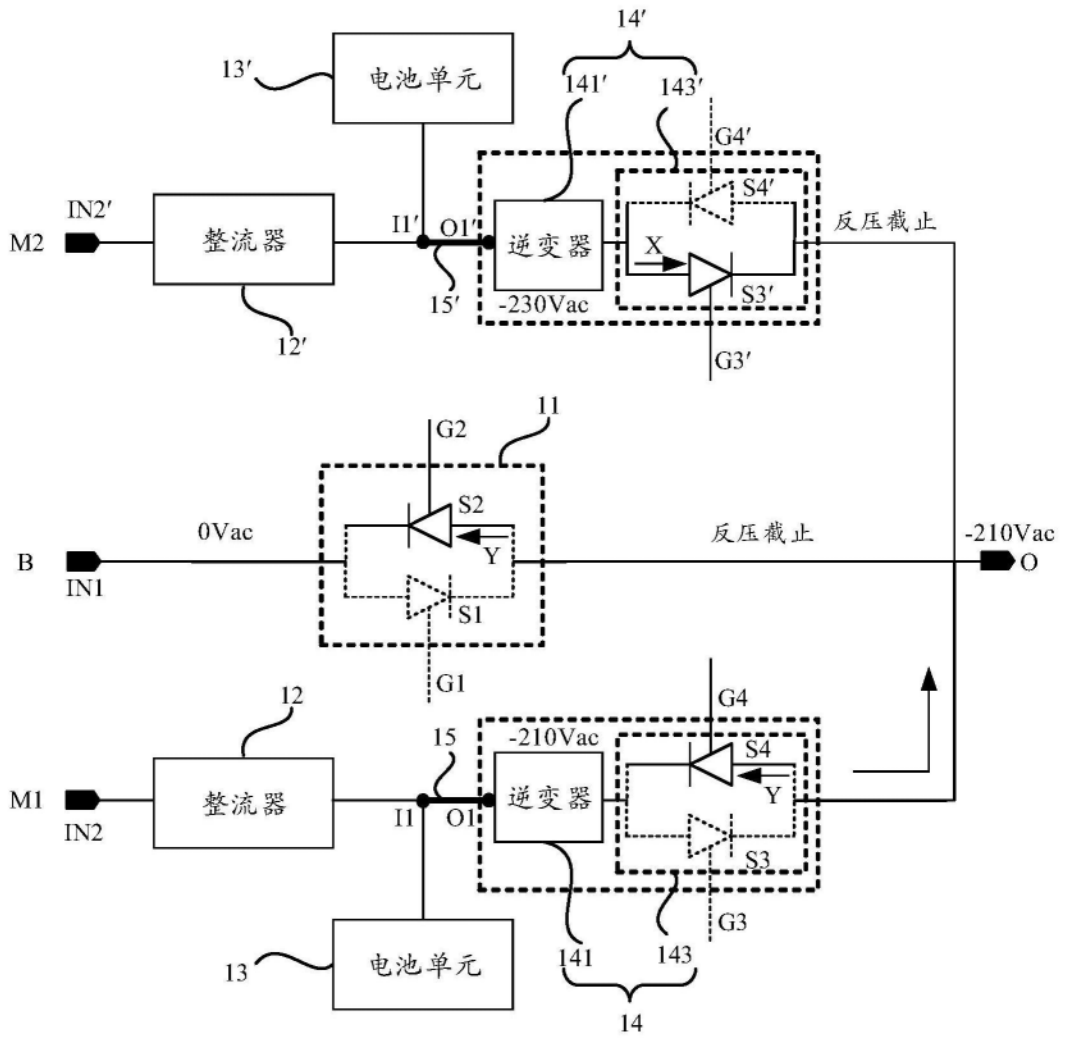 14′
13′
电池单元
141′
143′
G4′
IN2′
S4′
M2
整流器
I1′
O1′
逆变器
X
反压截止
15′
-230Vac
S3′
12′
G3′
11
G2
S2
0Vac
Y
反压截止
-210Vac
B
IN1
S1
O
G1
12
G4
15
-210Vac
S4
M1
整流器
逆变器
Y
IN2
I1
O1
S3
G3
13
电池单元
141
143
14